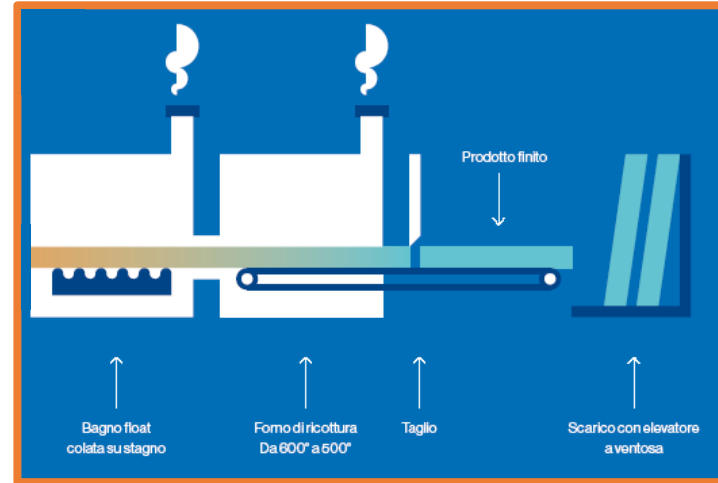 Prodotto finito
Bagno float
colata su stagno
Forno di ricottura
Da 600° a 500°
Taglio
Scarico con elevatore
a ventosa